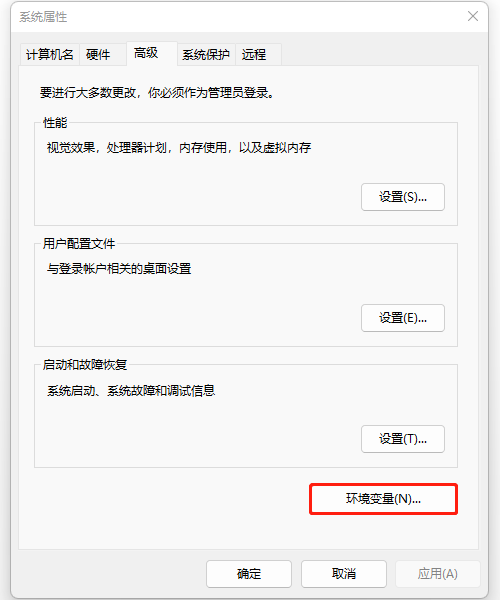 系统属性
计算机名 硬件 高级 系统保护 远程
要进行大多数更改，你必须作为管理员登录。
性能
视觉效果，处理器计划，内存使用，以及虚拟内存
设置(S)...
用户配置文件
与登录帐户相关的桌面设置
设置(E)...
启动和故障恢复
系统启动、系统故障和调试信息
设置(T)...
环境变量(N)...
确定 取消 应用(A)